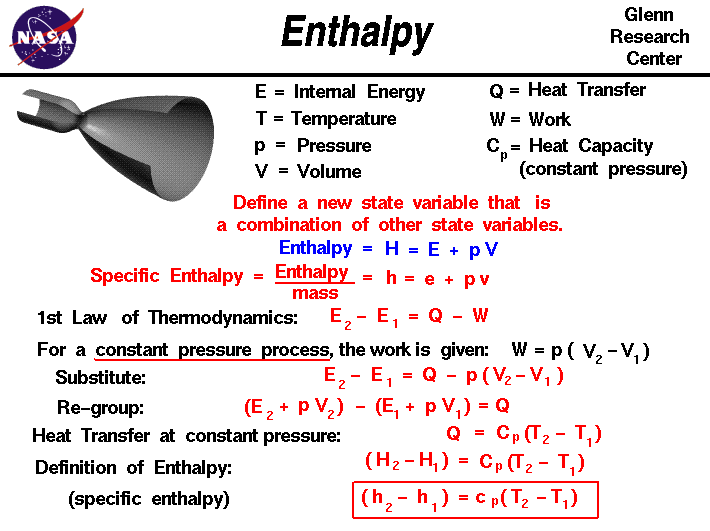 NASA
Enthalpy
Glenn
Research
Center
E = Internal Energy
T = Temperature
p = Pressure
V = Volume
Q = Heat Transfer
W = Work
Cp = Heat Capacity
(constant pressure)
Define a new state variable that is
a combination of other state variables.
Enthalpy = H = E + p V
Specific Enthalpy = Enthalpy / mass = h = e + p v
1st Law of Thermodynamics: E2 – E1 = Q – W
For a constant pressure process, the work is given: W = p ( V2 – V1 )
Substitute: E2 – E1 = Q – p ( V2 – V1 )
Re–group: (E2 + p V2 ) – (E1 + p V1 ) = Q
Heat Transfer at constant pressure: Q = Cp (T2 – T1 )
Definition of Enthalpy: ( H2 – H1 ) = Cp (T2 – T1 )
(specific enthalpy) ( h2 – h1 ) = cp ( T2 – T1 )